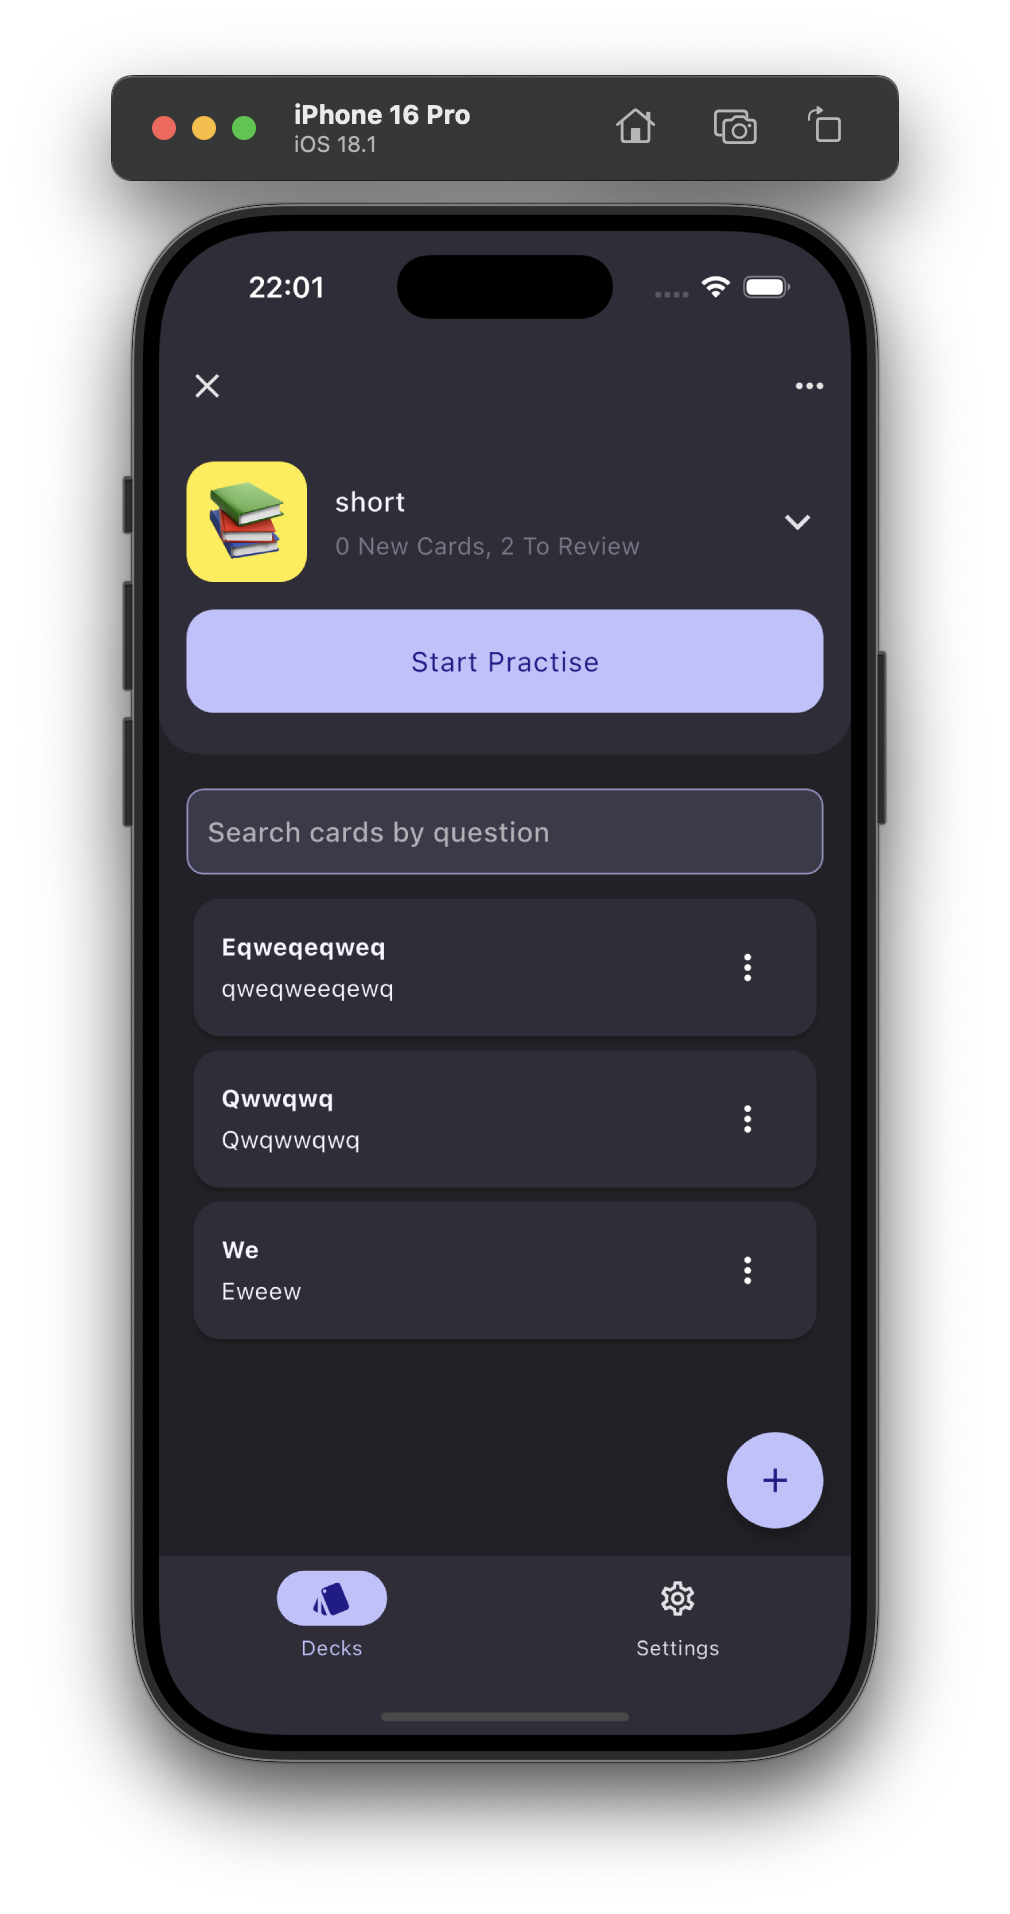 iPhone 16 Pro
iOS 18.1
22:01
short
0 New Cards, 2 To Review
Start Practise
Search cards by question
Eqweqeqweq
qweqweeqewq
Qwwqwq
Qwqwwqwq
We
Eweew
Decks
Settings